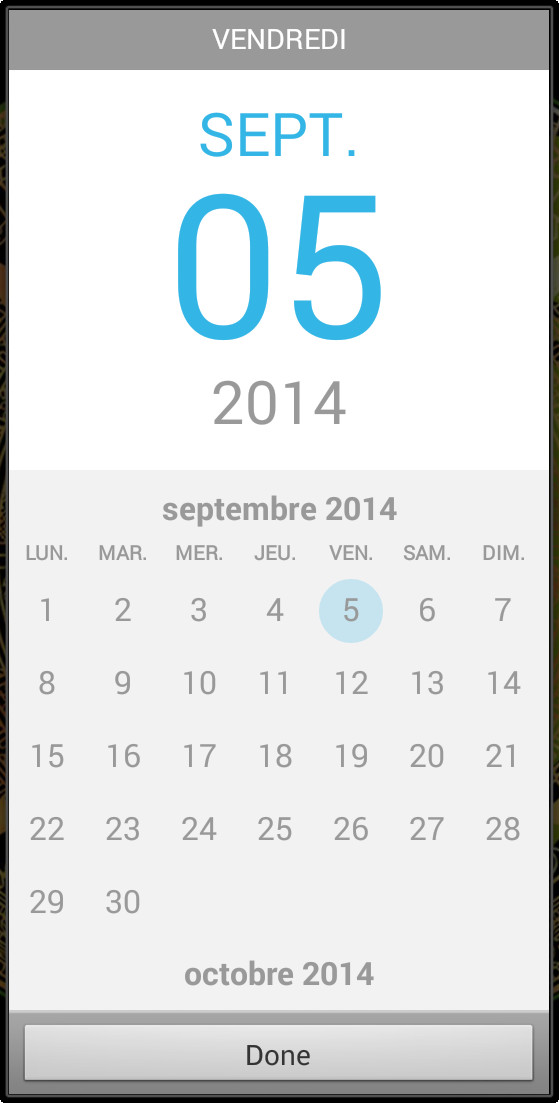 VENDREDI
SEPT.
05
2014
septembre 2014
LUN. MAR. MER. JEU. VEN. SAM. DIM.
1 2 3 4 5 6 7
8 9 10 11 12 13 14
15 16 17 18 19 20 21
22 23 24 25 26 27 28
29 30
octobre 2014
Done